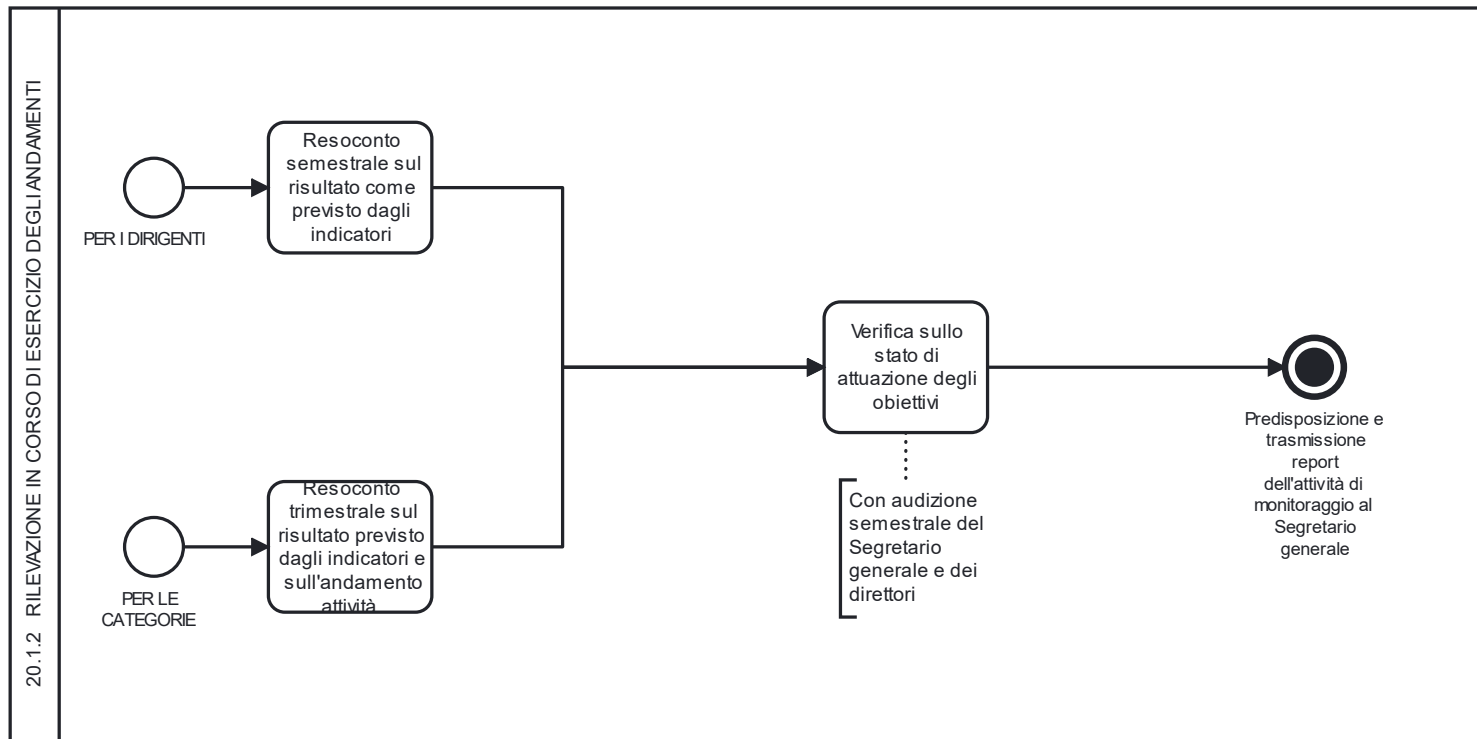 20.1.2 RILEVAZIONE IN CORSO DI ESERCIZIO DEGLI ANDAMENTI
PER I DIRIGENTI
Resoconto
semestrale sul
risultato come
previsto dagli
indicatori
PER LE
CATEGORIE
Resoconto
trimestrale sul
risultato previsto
dagli indicatori e
sull'andamento
attività
Verifica sullo
stato di
attuazione degli
obiettivi
Con audizione
semestrale del
Segretario
generale e dei
direttori
Predisposizione e
trasmissione
report
dell'attività di
monitoraggio al
Segretario
generale